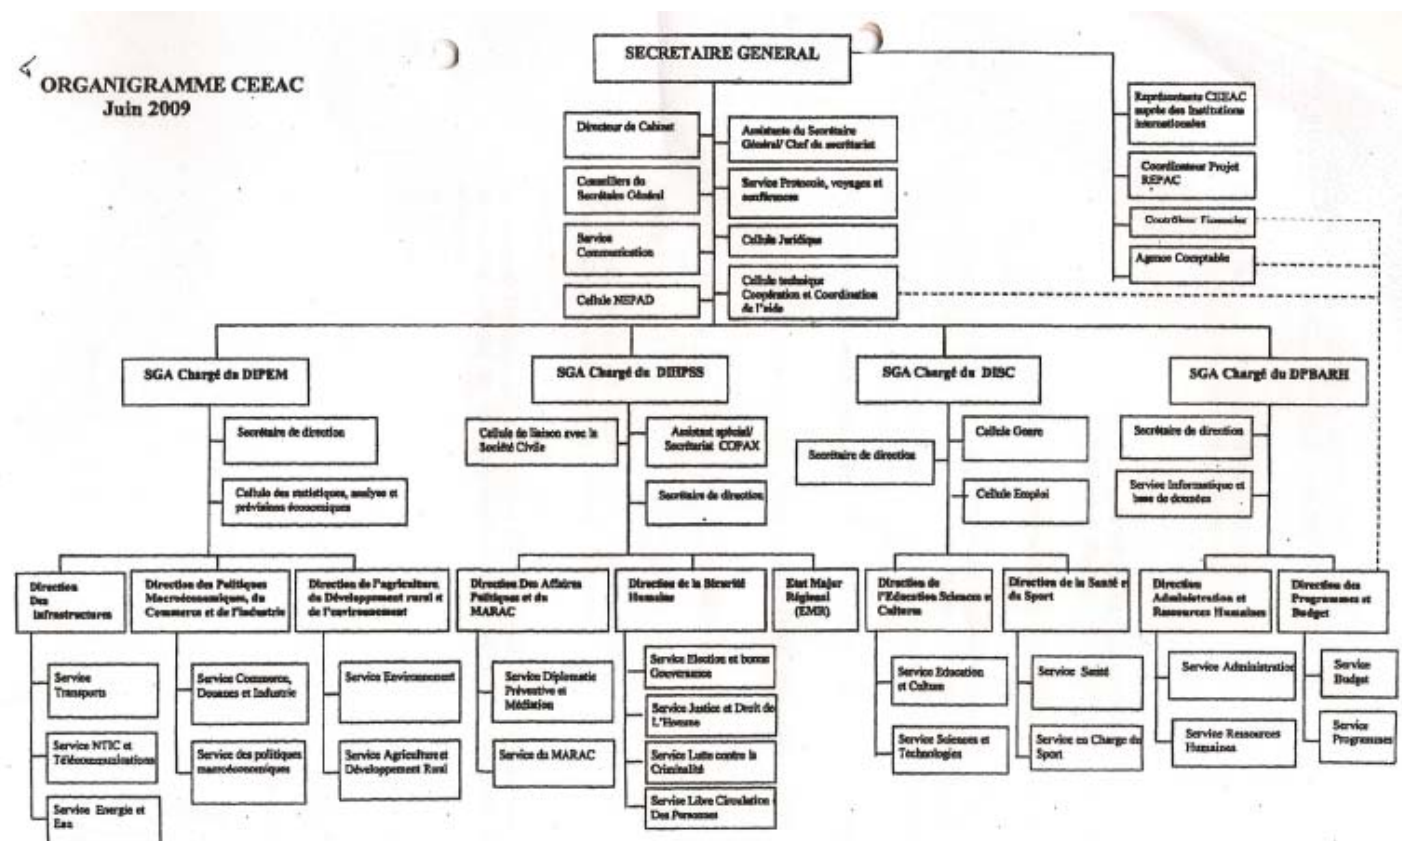 SECRETAIRE GENERAL
ORGANIGRAMME CEEAC
Juin 2009
Directeur de Cabinet
Assistante du Secrétaire
Général/ Chef du secrétariat
Conseillers du
Secrétaire Général
Service Protocole, voyages et
conférences
Service
Communication
Cellule Juridique
Cellule NEPAD
Cellule technique
Coopération et Coordination
de l'aide
Représentants CEEAC
auprès des Institutions
internationales
Coordinateur Projet
REPAC
Contrôleur Financier
Agence Comptable
SGA Chargé du DIPEM
SGA Chargé du DIHPSS
SGA Chargé du DISC
SGA Chargé du DPBARH
Secrétaire de direction
Cellule des statistiques, analyse et
prévisions économiques
Cellule de liaison avec la
Société Civile
Assistant spécial/
Secrétariat COPAX
Secrétaire de direction
Secrétaire de direction
Cellule Genre
Cellule Emploi
Secrétaire de direction
Service Informatique et
base de données
Direction
Des
Infrastructures
Direction des Politiques
Macroéconomiques, du
Commerce et de l'industrie
Direction de l'agriculture,
du Développement rural et
de l'environnement
Direction Des Affaires
Politiques et du
MARAC
Direction de la Sécurité
Humaine
Etat Major
Régional
(EMR)
Direction de
l'Education Sciences et
Cultures
Direction de la Santé et
du Sport
Direction
Administration et
Ressources Humaines
Direction des
Programmes et
Budget
Service
Transports
Service NTIC et
Télécommunications
Service Energie et
Eau
Service Commerce,
Douanes et Industrie
Service des politiques
macroéconomiques
Service Environnement
Service Agriculture et
Développement Rural
Service Diplomatie
Préventive et
Médiation
Service du MARAC
Service Election et bonne
Gouvernance
Service Justice et Droit de
L'Homme
Service Lutte contre la
Criminalité
Service Libre Circulation
Des Personnes
Service Education
et Culture
Service Sciences et
Technologies
Service Santé
Service en Charge du
Sport
Service Administration
Service Ressources
Humaines
Service
Budget
Service
Programmes